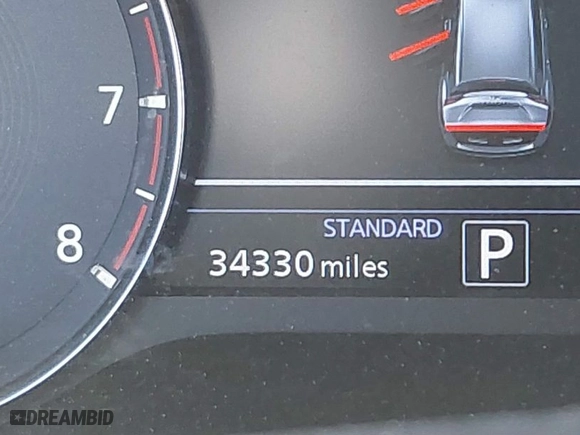 7
8
STANDARD
34330 miles
P
DREAMBID